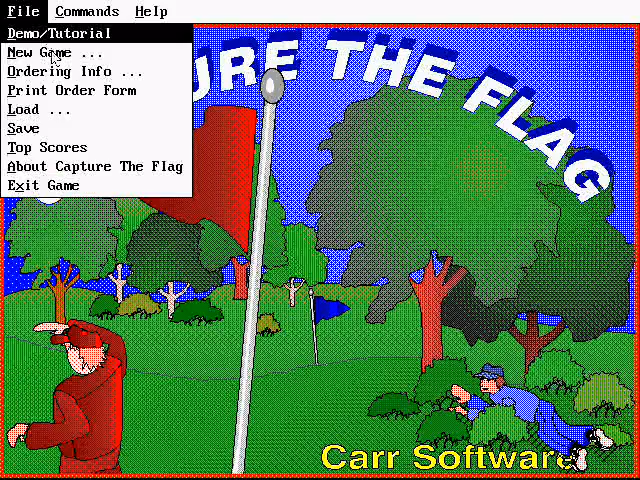 File Commands Help
Demo/Tutorial
New Game ...
Ordering Info ...
Print Order Form
Load ...
Save
Top Scores
About Capture The Flag
Exit Game
URE THE FLAG
Carr Software